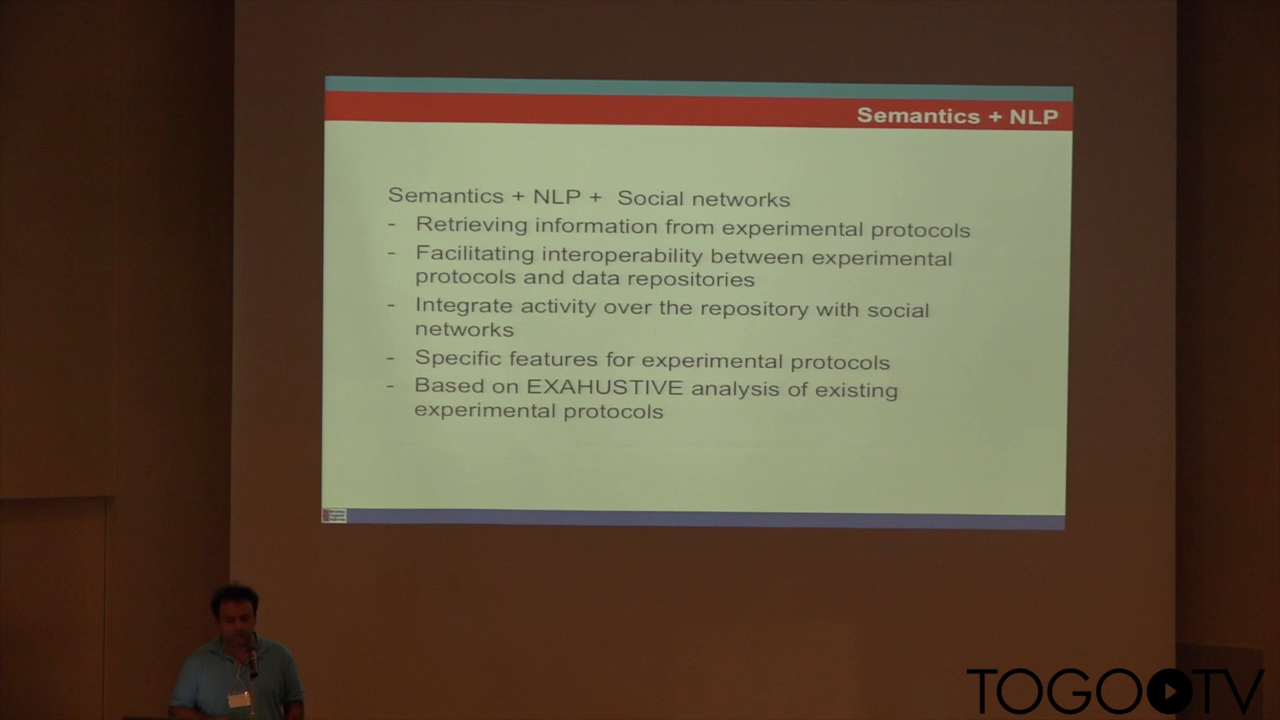 Semantics + NLP
Semantics + NLP + Social networks
- Retrieving information from experimental protocols
- Facilitating interoperability between experimental
protocols and data repositories
- Integrate activity over the repository with social
networks
- Specific features for experimental protocols
- Based on EXAHUSTIVE analysis of existing
experimental protocols
TOGOTV